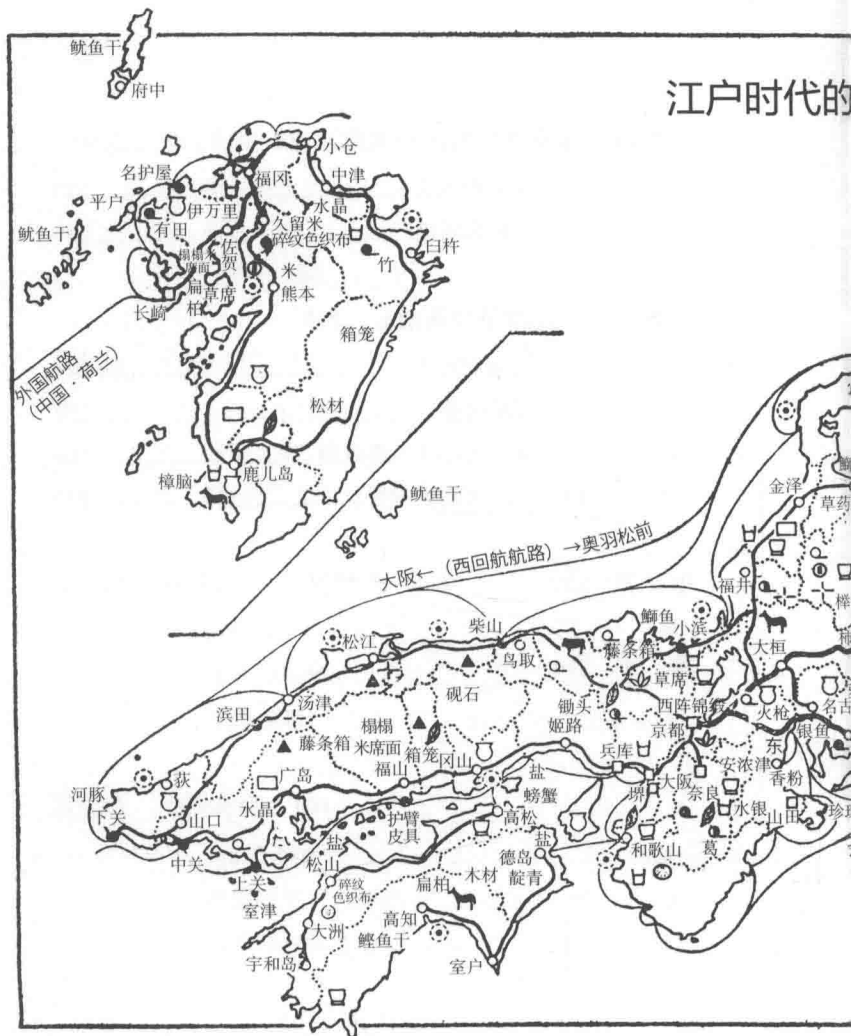 江户时代的
鱿鱼干
府中
小仓
名护屋
福冈
中津
平户
伊万里
水晶
鱿鱼干
有田
久留米
碎纹色织布
臼杵
佐贺
竹
榻榻米席面
米
扁柏
草席
熊本
长崎
箱笼
外国航路
(中国·荷兰)
松材
鹿儿岛
樟脑
鱿鱼干
金泽
草药
大阪←（西回航航路）→奥羽松前
福井
柴山
鰤鱼
小滨
松江
鸟取
藤条箱
大垣
草席
砚石
汤津
锄头
西阵锦缎
火枪
名古
滨田
榻榻
米席面
姬路
京都
银鱼
藤条箱
箱笼
冈山
兵库
安浓津
东
河豚
荻
广岛
福山
盐
大阪
奈良
香粉
下关
水晶
螃蟹
堺
水银
山田
珍珠
山口
护臂
皮具
高松
盐
和歌山
葛
中关
盐
松山
德岛
上关
木材
靛青
室津
碎纹
色织布
扁柏
高知
大洲
鲣鱼干
宇和岛
室户